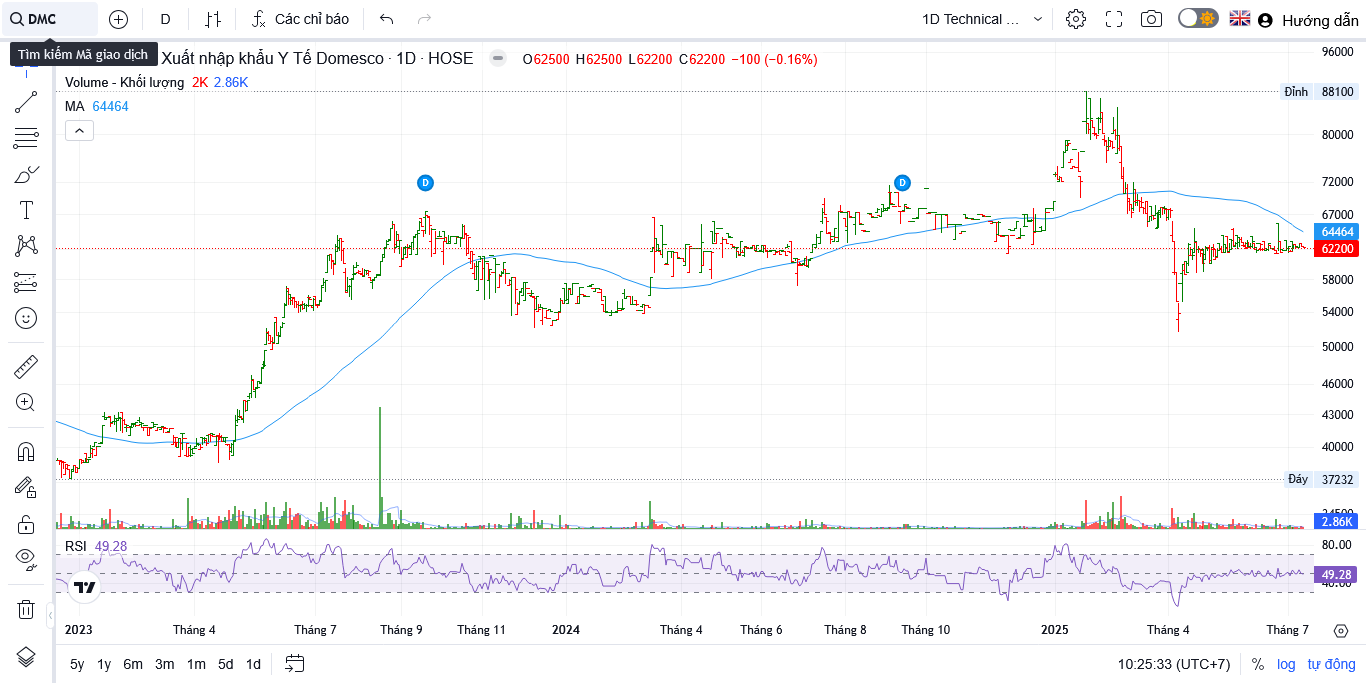 DMC D Các chỉ báo 1D Technical ... Hướng dẫn
Tìm kiếm Mã giao dịch Xuất nhập khẩu Y Tế Domesco · 1D · HOSE O62500 H62500 L62200 C62200 −100 (−0.16%)
Volume - Khối lượng 2K 2.86K
MA 64464
96000
Đỉnh 88100
80000
D D
72000
67000
64464
62200
58000
54000
50000
46000
43000
40000
Đáy 37232
34500
2.86K
RSI 49.28
80.00
49.28
40.00
2023 Tháng 4 Tháng 7 Tháng 9 Tháng 11 2024 Tháng 4 Tháng 6 Tháng 8 Tháng 10 2025 Tháng 4 Tháng 7
5y 1y 6m 3m 1m 5d 1d 10:25:33 (UTC+7) % log tự động